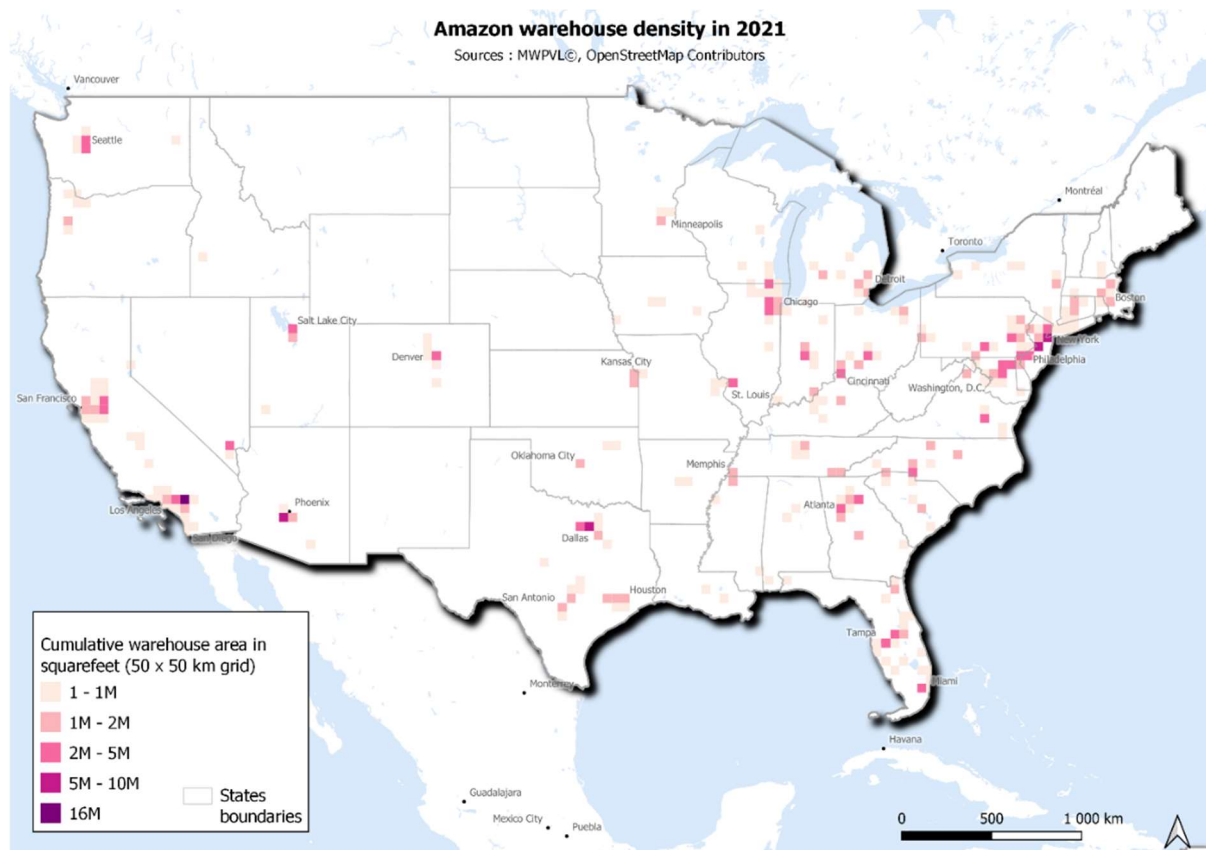 Amazon warehouse density in 2021
Sources : MWPVL©, OpenStreetMap Contributors
Vancouver
Seattle
Montréal
Minneapolis
Toronto
Detroit
Boston
Chicago
Salt Lake City
New York
Denver
Kansas City
Philadelphia
Cincinnati
Washington, D.C.
St. Louis
San Francisco
Oklahoma City
Memphis
Los Angeles
Phoenix
Atlanta
San Diego
Dallas
San Antonio
Houston
Tampa
Miami
Monterrey
Havana
Guadalajara
Mexico City
Puebla
Cumulative warehouse area in
squarefeet (50 x 50 km grid)
1 - 1M
1M - 2M
2M - 5M
5M - 10M
16M
States
boundaries
0 500 1 000 km